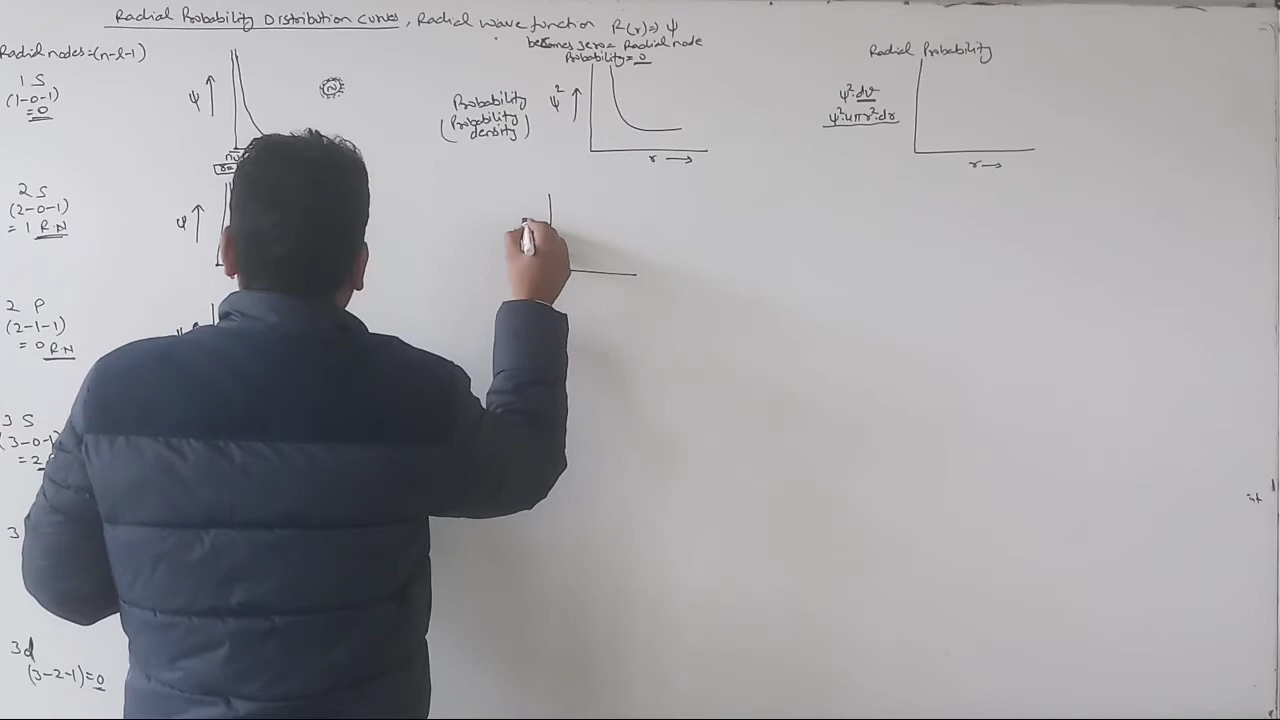 Radial Probability Distribution Curves, Radial wave function R(r) ⇒ ψ
becomes zero = Radial node
Probability = 0
Radial nodes = (n-l-1)
1 S
(1-0-1)
= 0
ψ
N
Probability
(Probability density)
ψ²
r →
Radial Probability
ψ²·dv
ψ²·4πr²·dr
r →
2 S
(2-0-1)
= 1 R.N
ψ
2 P
(2-1-1)
= 0 R.N
3 S
(3-0-1)
= 2
3
3d
(3-2-1) = 0